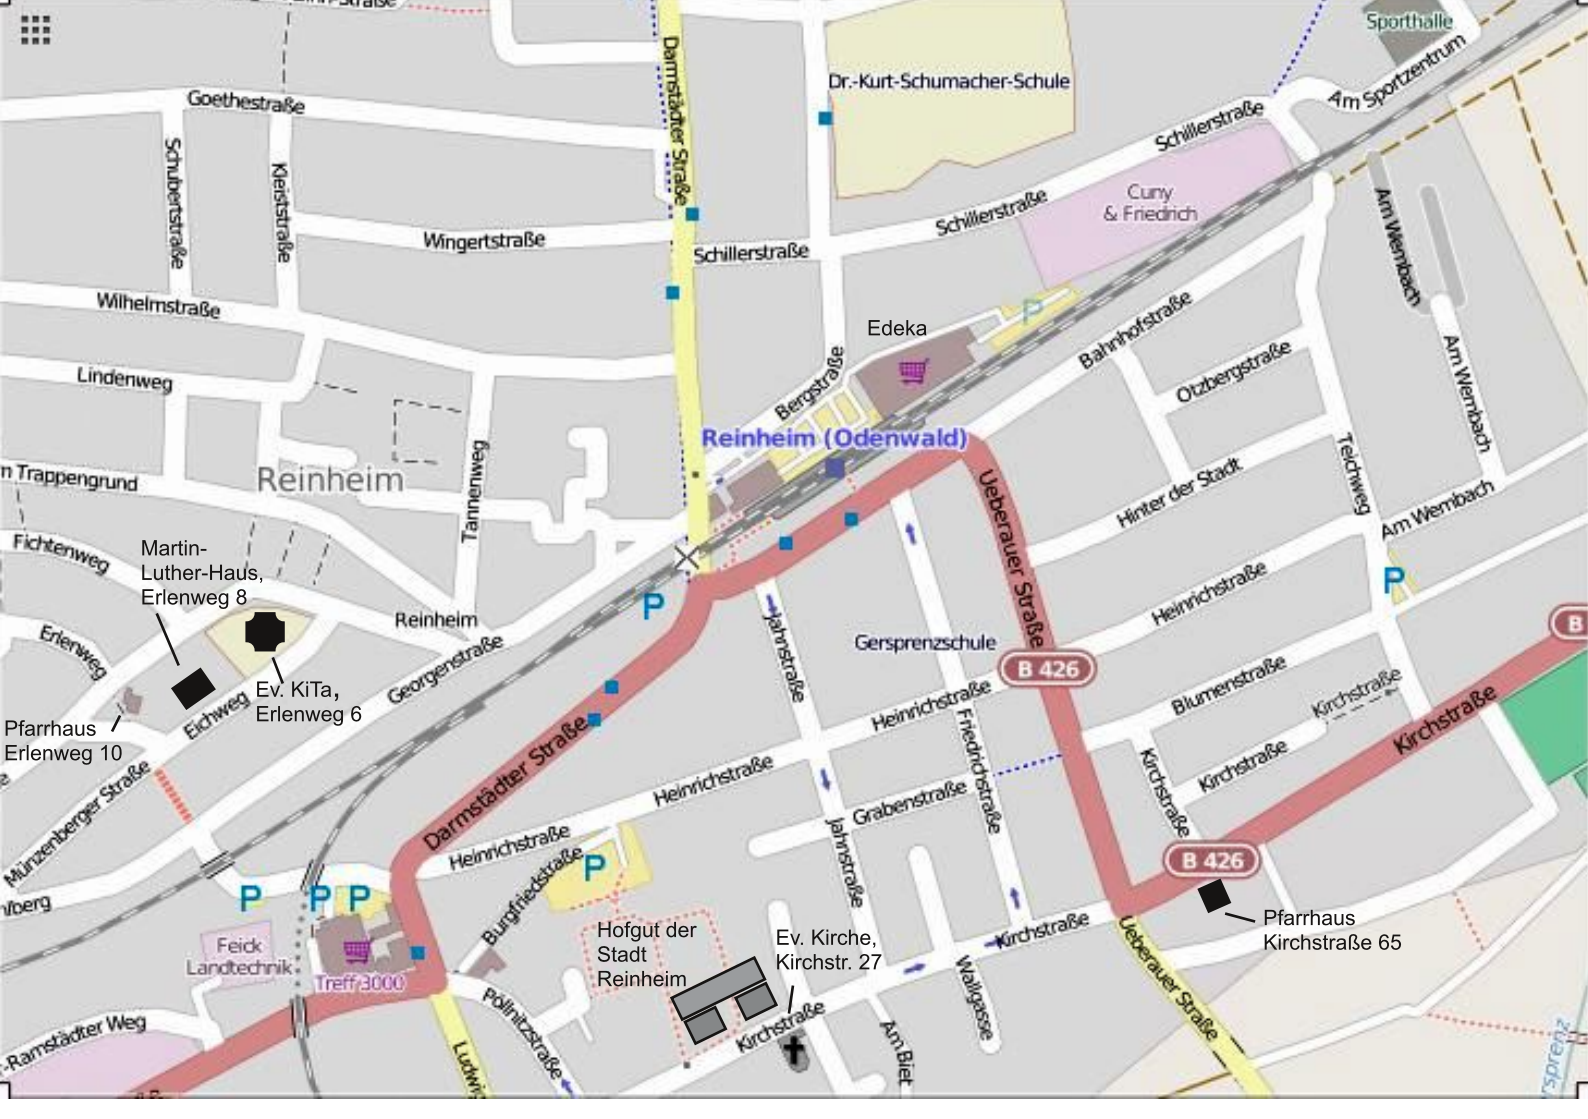 Sporthalle
Darmstädter Straße
Dr.-Kurt-Schumacher-Schule
Am Sportzentrum
Goethestraße
Schillerstraße
Schubertstraße
Kleiststraße
Cuny
& Friedrich
Am Wembach
Schillerstraße
Wingertstraße
Schillerstraße
Wilhelmstraße
P
Edeka
Bahnhofstraße
Lindenweg
Bergstraße
Otzbergstraße
Am Wembach
Reinheim (Odenwald)
Trappengrund
Reinheim
Tannenweg
Ueberauer Straße
Hinter der Stadt
Teichweg
Am Wembach
Fichtenweg
Martin-
Luther-Haus,
Erlenweg 8
P
P
Heinrichstraße
Reinheim
Jahnstraße
Gersprenzschule
B
Erlenweg
Georgenstraße
B 426
Blumenstraße
Ev. KiTa,
Erlenweg 6
Eichweg
Pfarrhaus
Erlenweg 10
Heinrichstraße
Friedrichstraße
Kirchstraße
Kirchstraße
Darmstädter Straße
Münzenberger Straße
Heinrichstraße
Grabenstraße
Kirchstraße
Kirchstraße
Heinrichstraße
Jahnstraße
B 426
P
P
P
P
Burgfriedstraße
Hofgut der
Stadt
Reinheim
Ev. Kirche,
Kirchstr. 27
Kirchstraße
Pfarrhaus
Kirchstraße 65
Feick
Landtechnik
Treff 3000
Ueberauer Straße
Wallgasse
Pöllnitzstraße
Kirchstraße
-Ramstädter Weg
Am Biet
Ludwig